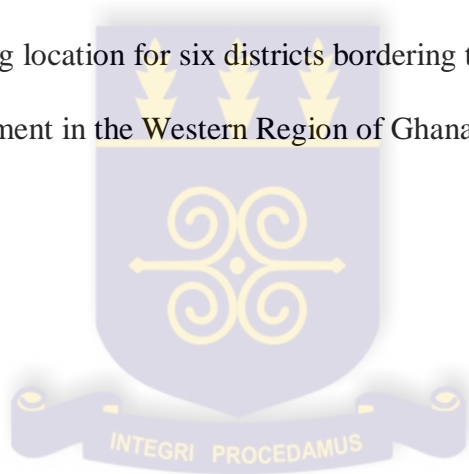 g location for six districts bordering t
ment in the Western Region of Ghana
INTEGRI PROCEDAMUS